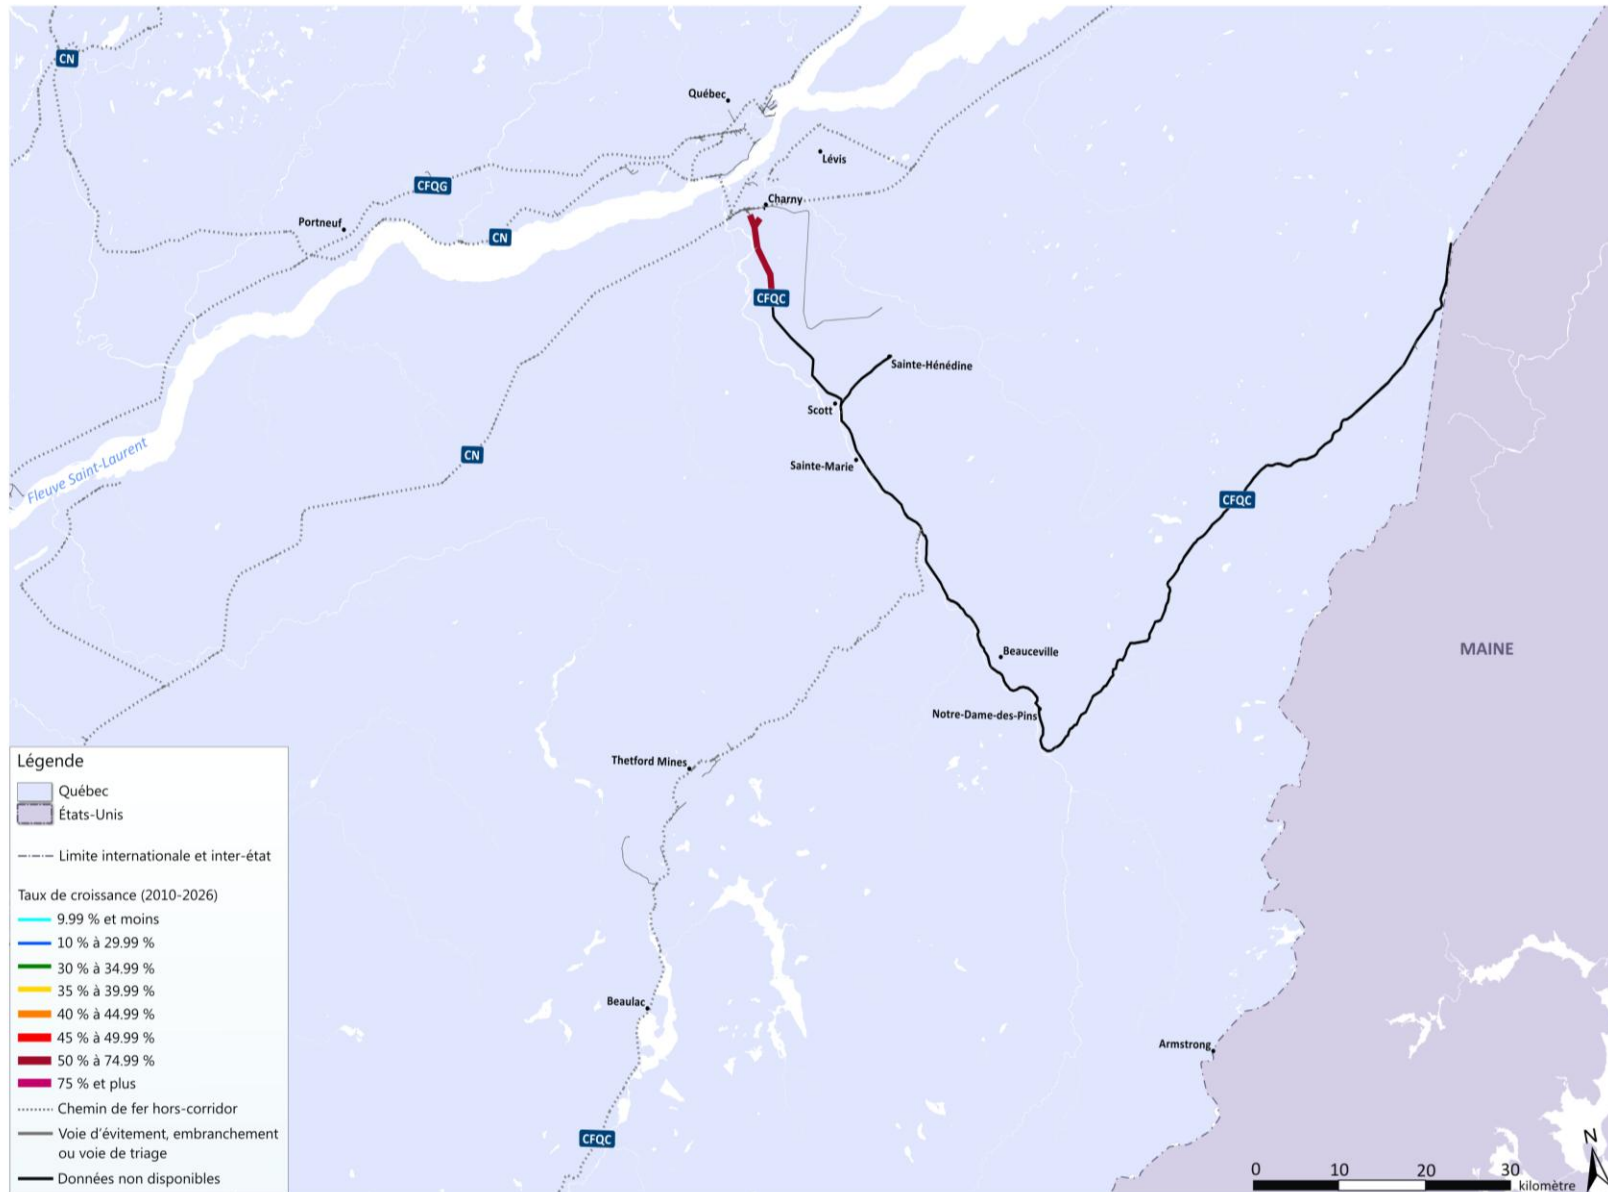 CN
Québec
Lévis
CFQG
Charny
Portneuf
CN
CFQC
Sainte-Hénédine
Scott
Fleuve Saint-Laurent
CN
Sainte-Marie
CFQC
Beauceville
MAINE
Notre-Dame-des-Pins
Thetford Mines
Beaulac
Armstrong
CFQC
Légende
Québec
États-Unis
Limite internationale et inter-état
Taux de croissance (2010-2026)
9.99 % et moins
10 % à 29.99 %
30 % à 34.99 %
35 % à 39.99 %
40 % à 44.99 %
45 % à 49.99 %
50 % à 74.99 %
75 % et plus
Chemin de fer hors-corridor
Voie d'évitement, embranchement
ou voie de triage
Données non disponibles
N
0 10 20 30
kilomètre